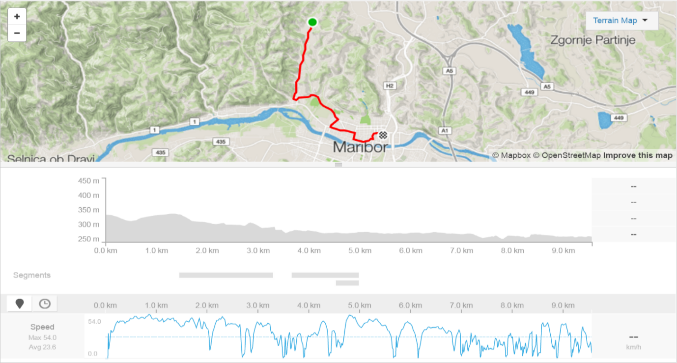 +
−
Terrain Map
Zgornje Partinje
A5
H2
A5
449
449
1
1
A1
435
435
Selnica ob Dravi
Maribor
© Mapbox © OpenStreetMap Improve this map
450 m
400 m
350 m
300 m
250 m
--
--
--
--
0.0 km 1.0 km 2.0 km 3.0 km 4.0 km 5.0 km 6.0 km 7.0 km 8.0 km 9.0 km
Segments
0.0 km 1.0 km 2.0 km 3.0 km 4.0 km 5.0 km 6.0 km 7.0 km 8.0 km 9.0 km
Speed
Max 54.0
Avg 23.6
54.0
0.0
--
km/h